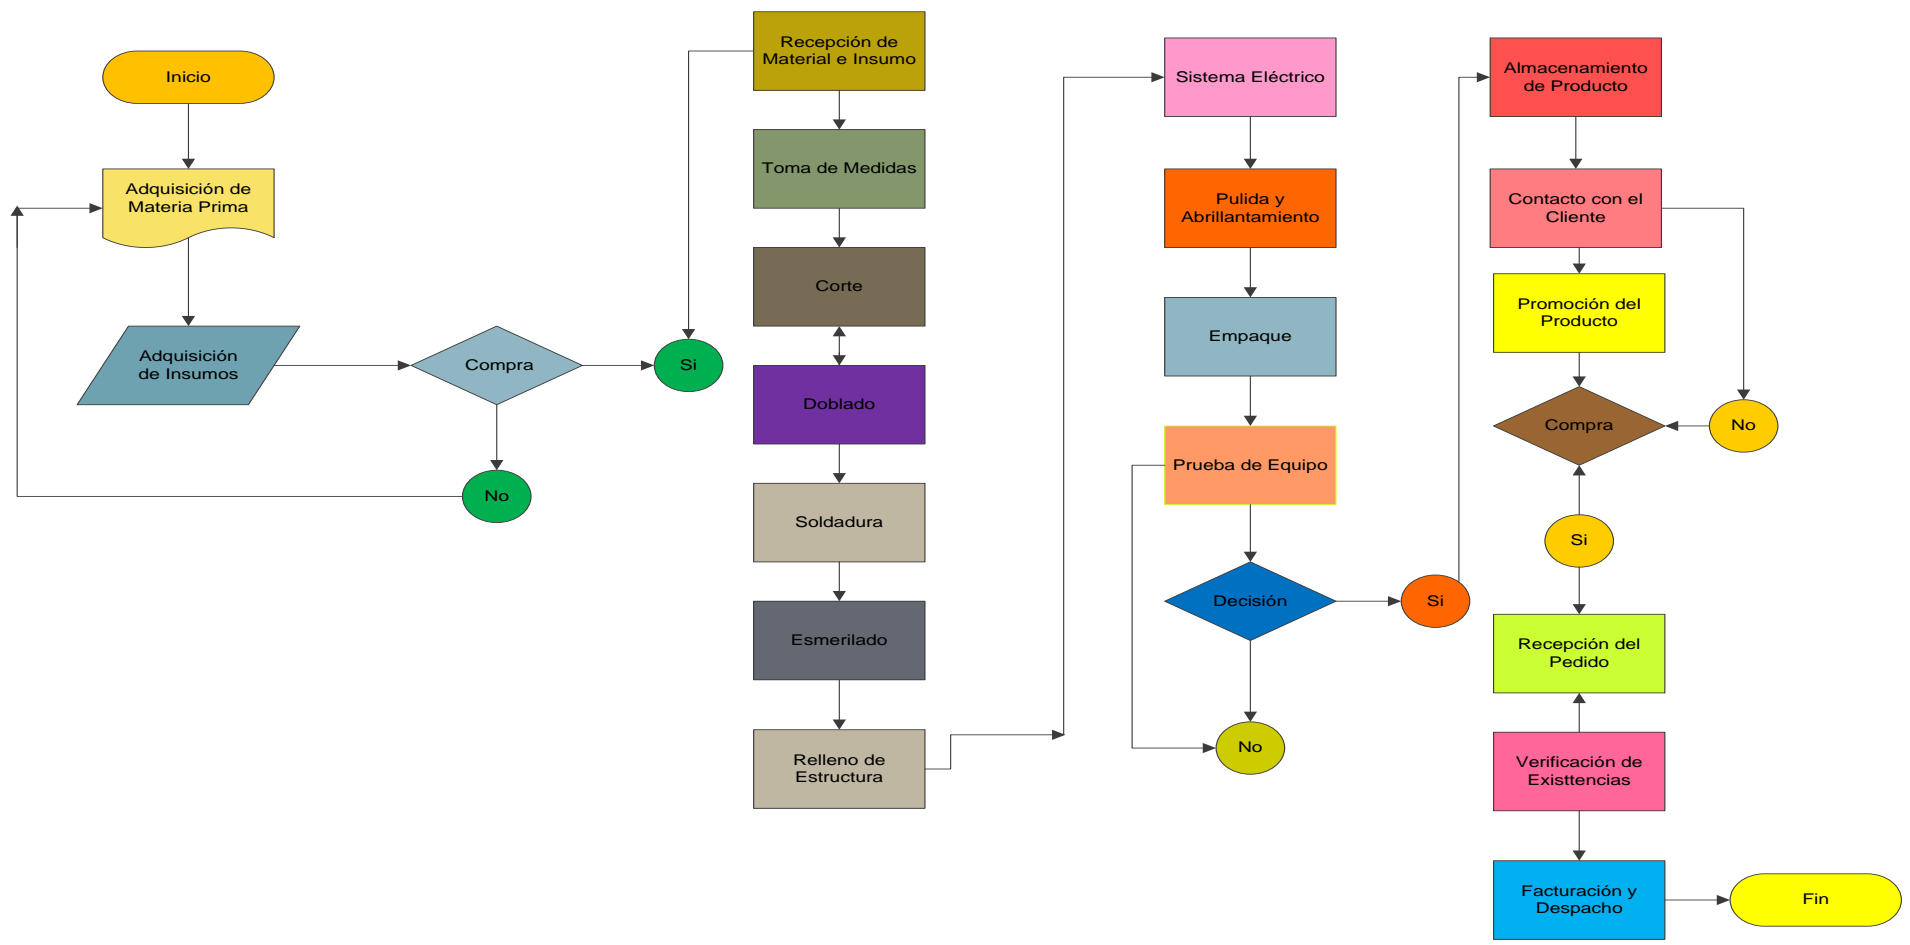 Inicio
Adquisición de
Materia Prima
Adquisición
de Insumos
Compra
Si
No
Recepción de
Material e Insumo
Toma de Medidas
Corte
Doblado
Soldadura
Esmerilado
Relleno de
Estructura
Sistema Eléctrico
Pulida y
Abrillantamiento
Empaque
Prueba de Equipo
Decisión
Si
No
Almacenamiento
de Producto
Contacto con el
Cliente
Promoción del
Producto
Compra
No
Si
Recepción del
Pedido
Verificación de
Existtencias
Facturación y
Despacho
Fin